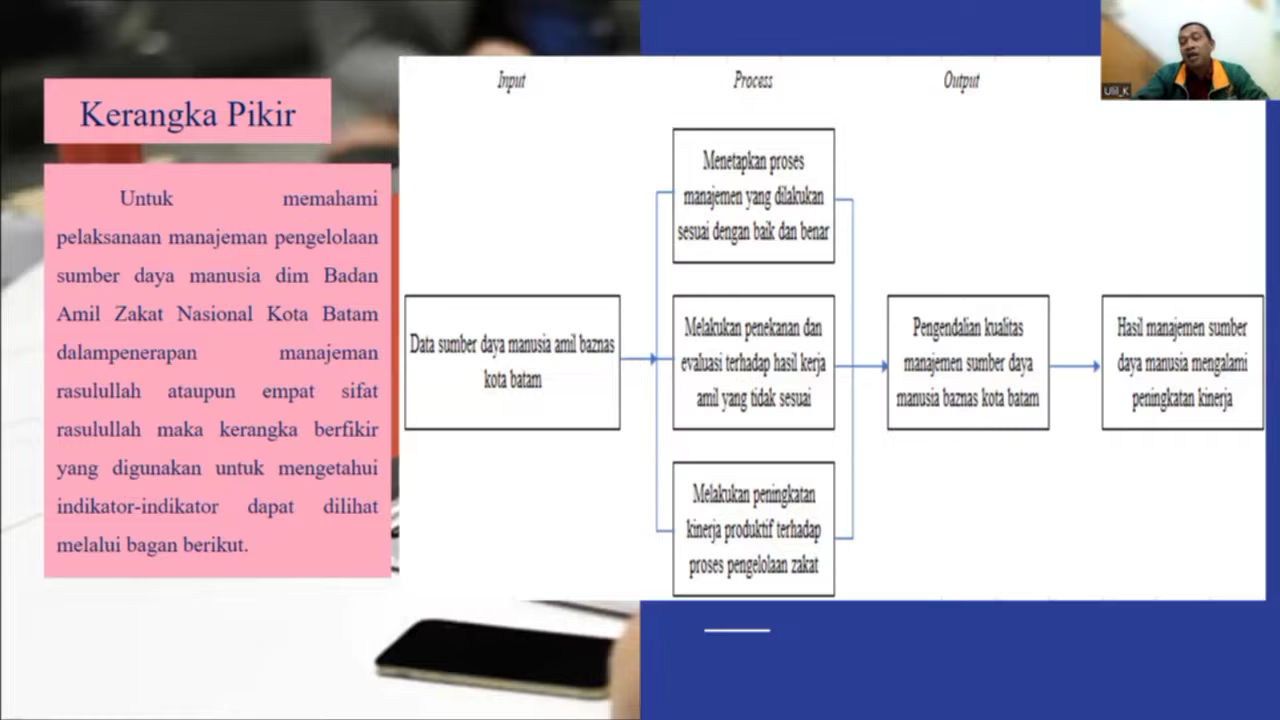 Kerangka Pikir
Untuk memahami
pelaksanaan manajeman pengelolaan
sumber daya manusia dim Badan
Amil Zakat Nasional Kota Batam
dalampenerapan manajeman
rasulullah ataupun empat sifat
rasulullah maka kerangka berfikir
yang digunakan untuk mengetahui
indikator-indikator dapat dilihat
melalui bagan berikut.
Input
Process
Output
Data sumber daya manusia amil baznas
kota batam
Menetapkan proses
manajemen yang dilakukan
sesuai dengan baik dan benar
Melakukan penekanan dan
evaluasi terhadap hasil kerja
amil yang tidak sesuai
Melakukan peningkatan
kinerja produktif terhadap
proses pengelolaan zakat
Pengendalian kualitas
manajemen sumber daya
manusia baznas kota batam
Hasil manajemen sumber
daya manusia mengalami
peningkatan kinerja
Ulil_K